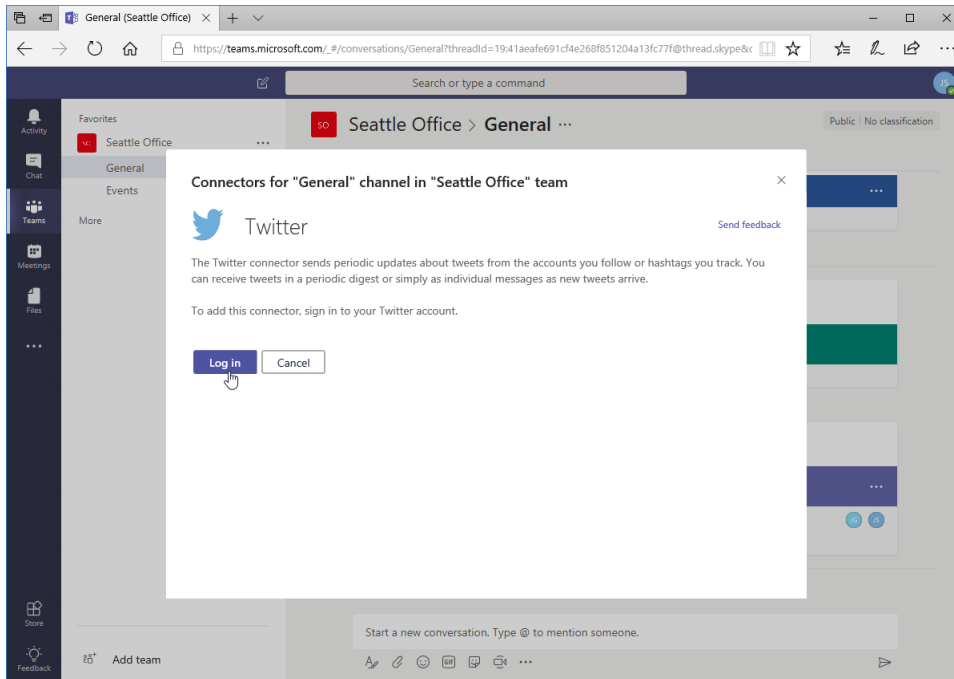 General (Seattle Office)
https://teams.microsoft.com/_#/conversations/General?threadId=19:41aeafe691cf4e268f851204a13fc77f@thread.skype&c
Search or type a command
JS
Activity
Chat
Teams
Meetings
Files
Store
Feedback
Favorites
SO
Seattle Office
General
Events
More
Add team
SO
Seattle Office > General
Public
No classification
Connectors for "General" channel in "Seattle Office" team
Twitter
Send feedback
The Twitter connector sends periodic updates about tweets from the accounts you follow or hashtags you track. You
can receive tweets in a periodic digest or simply as individual messages as new tweets arrive.
To add this connector, sign in to your Twitter account.
Log in
Cancel
JS
Start a new conversation. Type @ to mention someone.
GIF